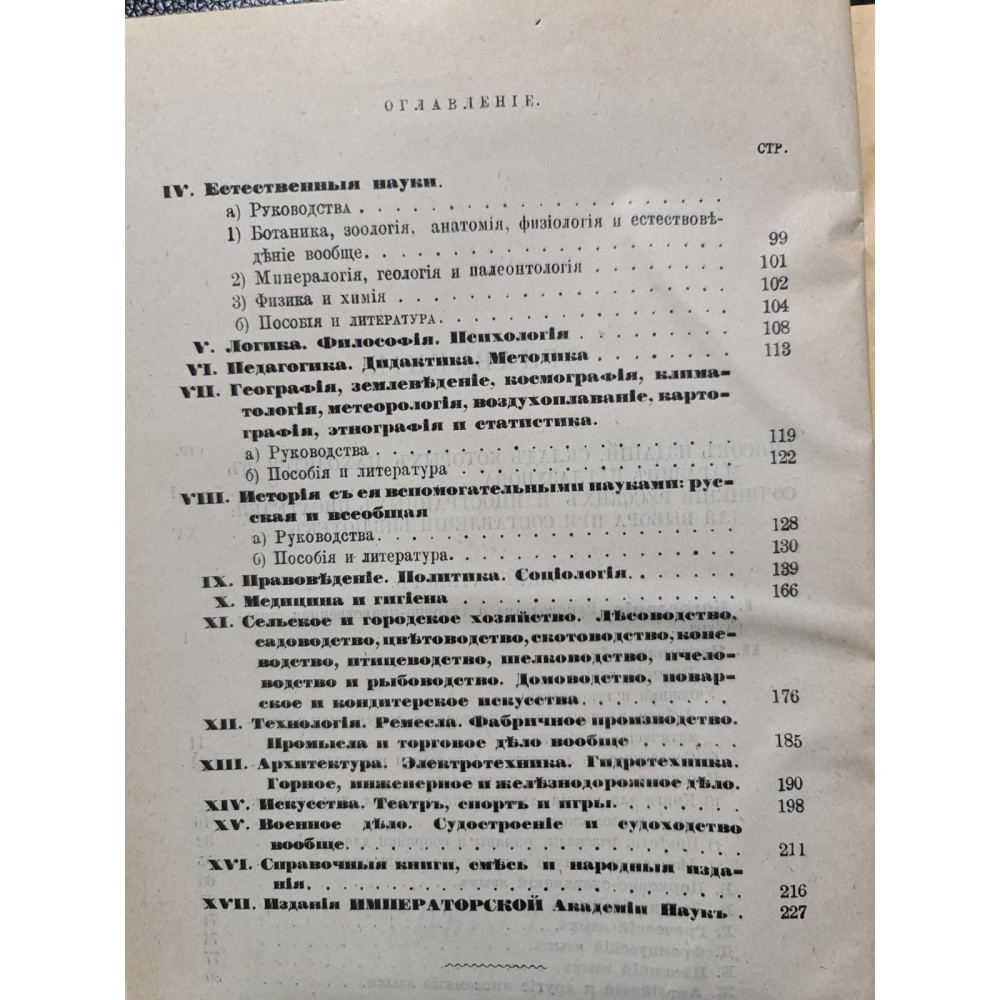 ОГЛАВЛЕНІЕ.
СТР.
IV. Естественныя науки.
а) Руководства . . . . . . . . . . . . . . . . . .
1) Ботаника, зоологія, анатомія, физіологія и естествовѣ-
дѣніе вообще. . . . . . . . . . . . . . . . . . 99
2) Минералогія, геологія и палеонтологія . . . . . . . 101
3) Физика и химія . . . . . . . . . . . . . . . . . 102
б) Пособія и литература. . . . . . . . . . . . . . . 104
V. Логика. Философія. Психологія . . . . . . . . 108
VI. Педагогика. Дидактика. Методика . . . . . . . 113
VII. Географія, землевѣденіе, космографія, клима-
тологія, метеорологія, воздухоплаваніе, карто-
графія, этнографія и статистика.
а) Руководства . . . . . . . . . . . . . . . . . . 119
б) Пособія и литература . . . . . . . . . . . . . . 122
VIII. Исторія съ ея вспомогательными науками: рус-
ская и всеобщая
а) Руководства . . . . . . . . . . . . . . . . . . 128
б) Пособія и литература. . . . . . . . . . . . . . . 130
IX. Правовѣденіе. Политика. Соціологія. . . . . . 139
X. Медицина и гигіена . . . . . . . . . . . . . . 166
XI. Сельское и городское хозяйство. Лѣсоводство,
садоводство, цвѣтоводство, скотоводство, коне-
водство, птицеводство, шелководство, пчело-
водство и рыбоводство. Домоводство, повар-
ское и кондитерское искусства . . . . . . . . 176
XII. Технологія. Ремесла. Фабричное производство.
Промысла и торговое дѣло вообще . . . . . . 185
XIII. Архитектура. Электротехника. Гидротехника.
Горное, инженерное и желѣзнодорожное дѣло. 190
XIV. Искусства. Театръ, спортъ и игры. . . . . . . 198
XV. Военное дѣло. Судостроеніе и судоходство
вообще. . . . . . . . . . . . . . . . . . . . 211
XVI. Справочныя книги, смѣсь и народныя изда-
нія. . . . . . . . . . . . . . . . . . . . . . 216
XVII. Изданія ИМПЕРАТОРСКОЙ Академіи Наукъ . 227